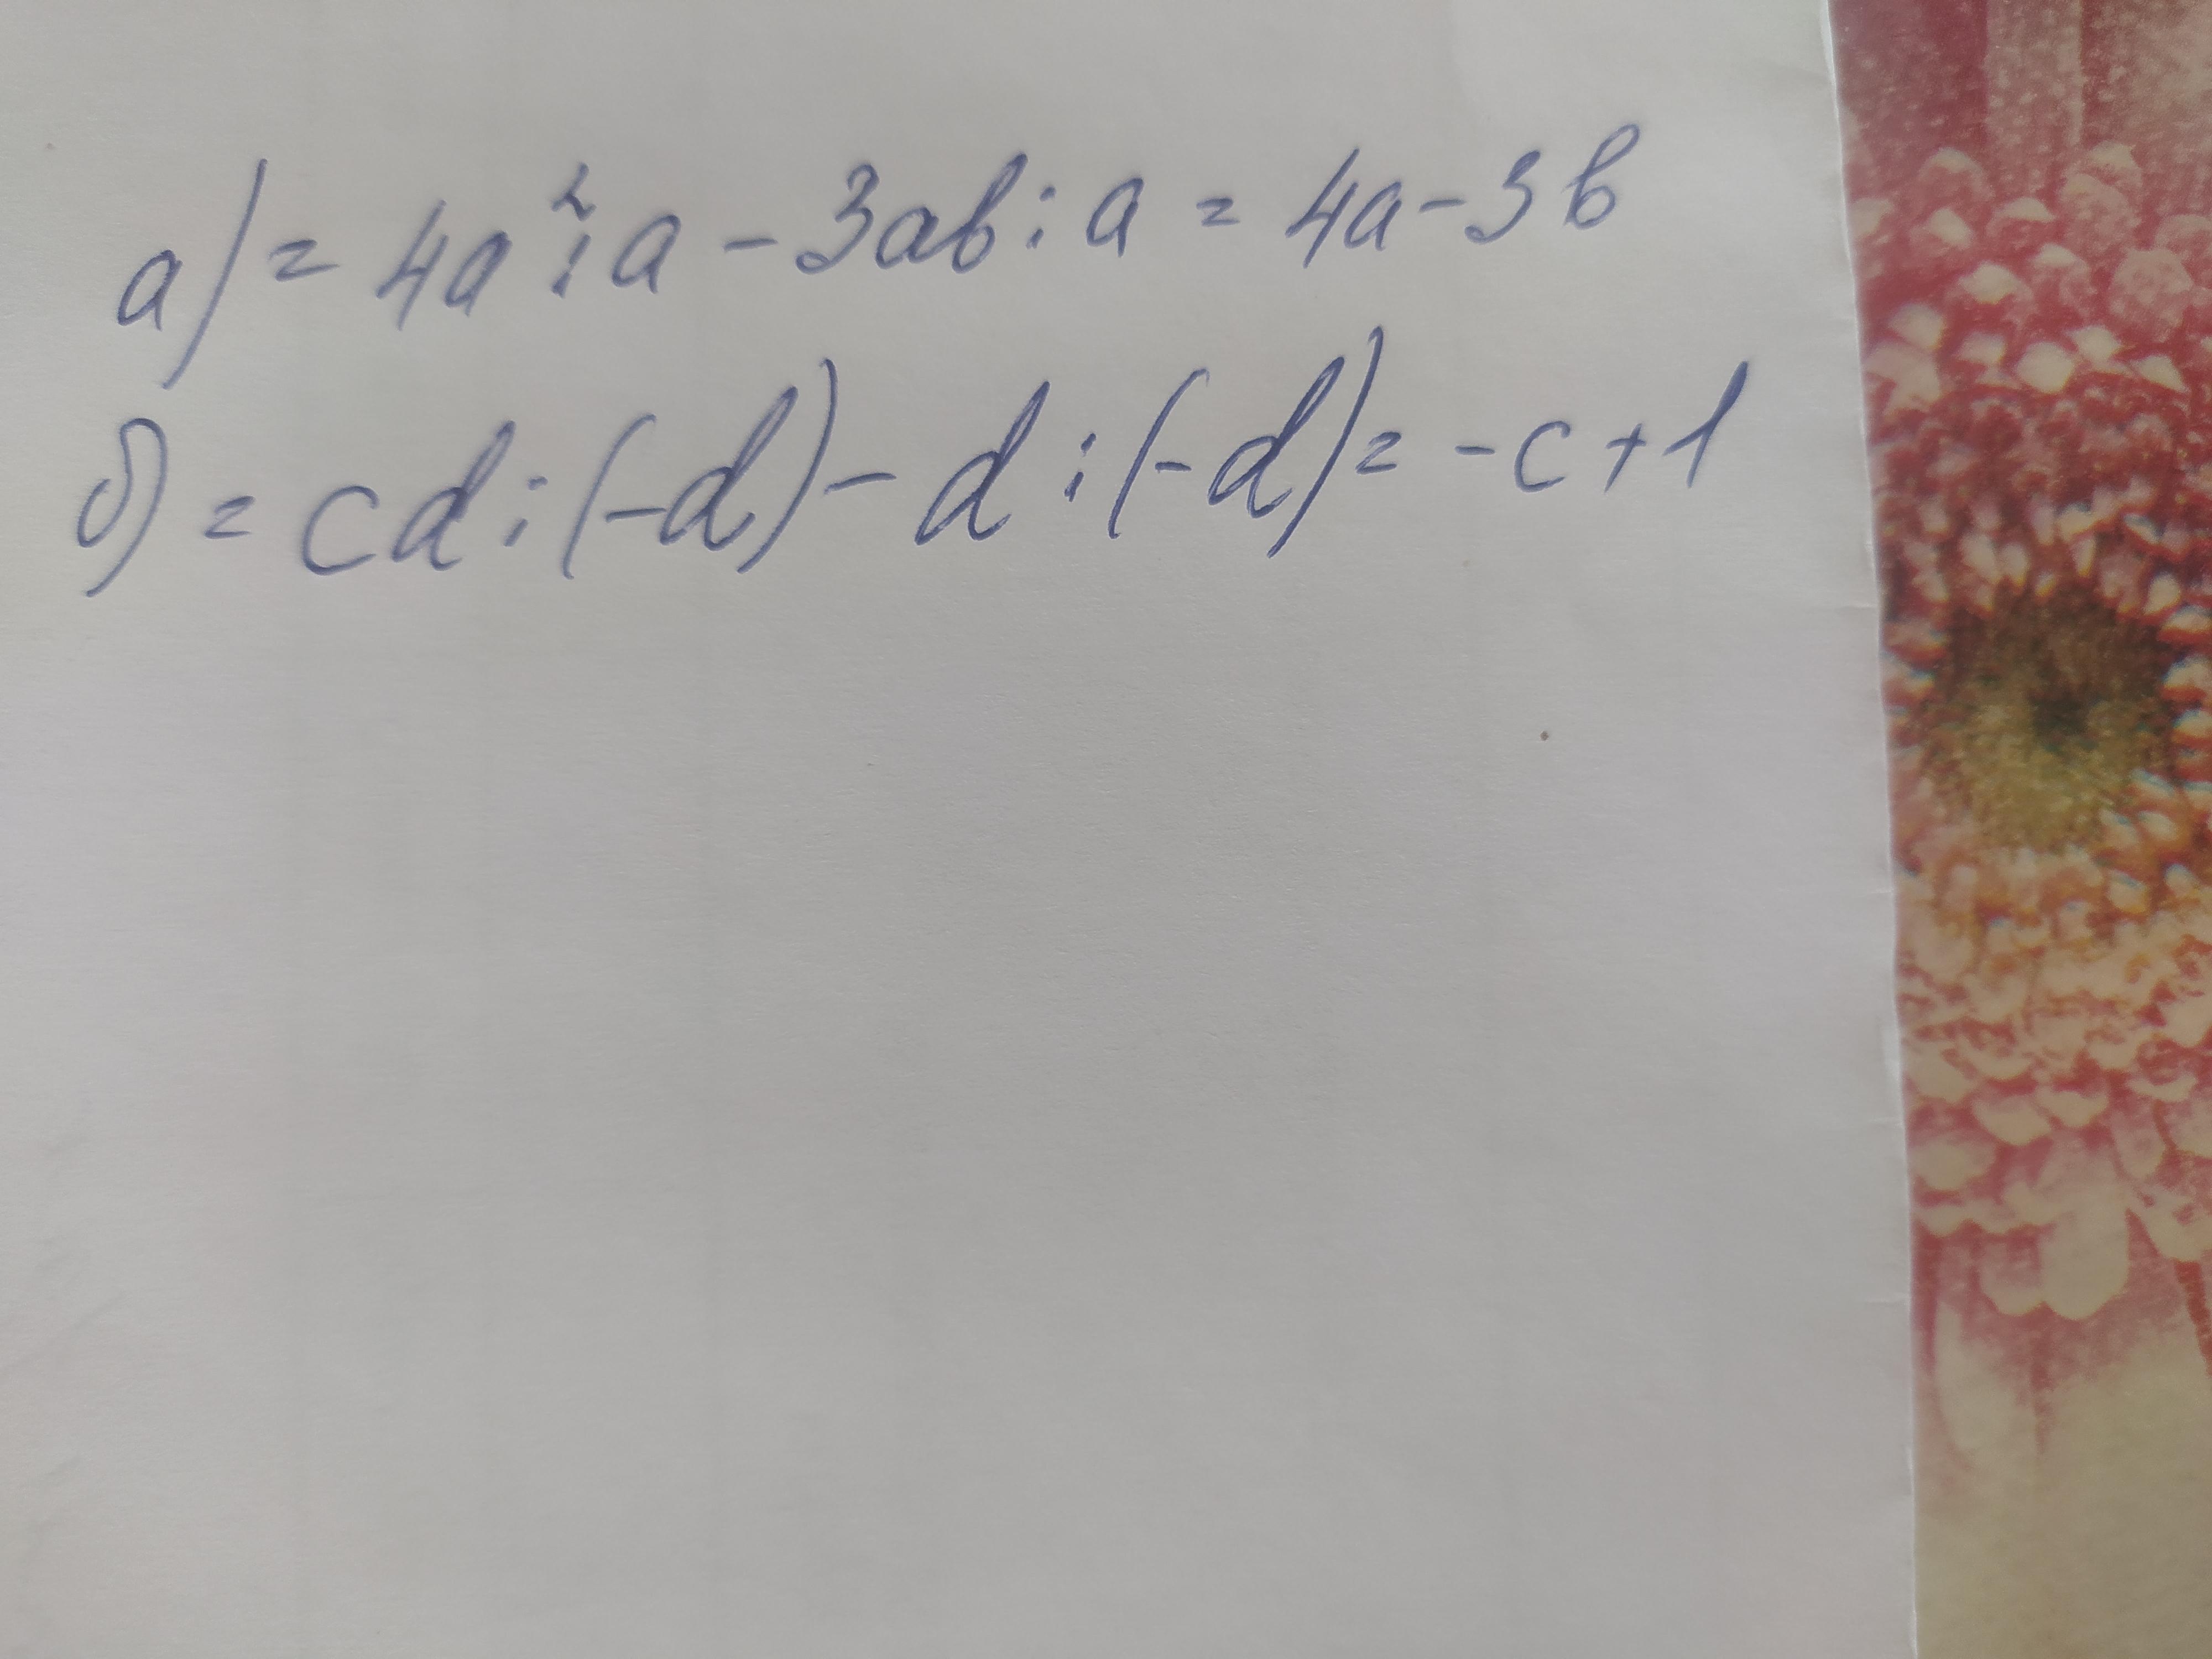 а) = 4a² : a - 3ab : a = 4a - 3b
б) = cd : (-d) - d : (-d) = -c + 1